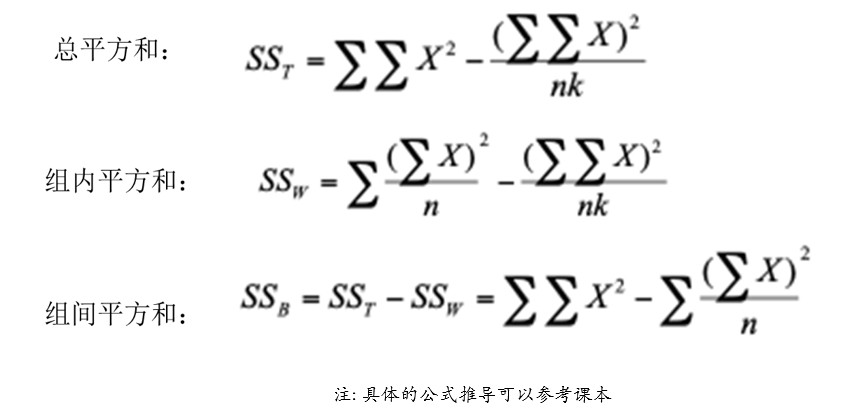 总平方和： SS_T = ∑∑X² − (∑∑X)² / nk
组内平方和： SS_W = ∑ (∑X)² / n − (∑∑X)² / nk
组间平方和： SS_B = SS_T − SS_W = ∑∑X² − ∑ (∑X)² / n
注: 具体的公式推导可以参考课本